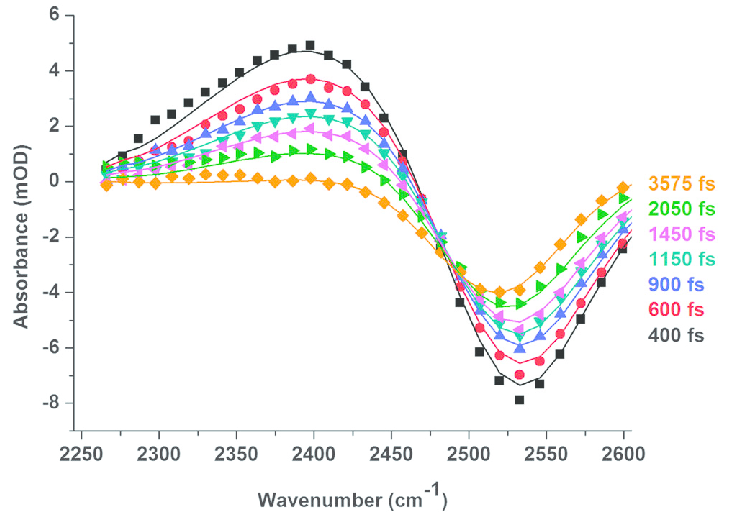 6
4
2
0
-2
-4
-6
-8
Absorbance (mOD)
3575 fs
2050 fs
1450 fs
1150 fs
900 fs
600 fs
400 fs
2250 2300 2350 2400 2450 2500 2550 2600
Wavenumber (cm-1)